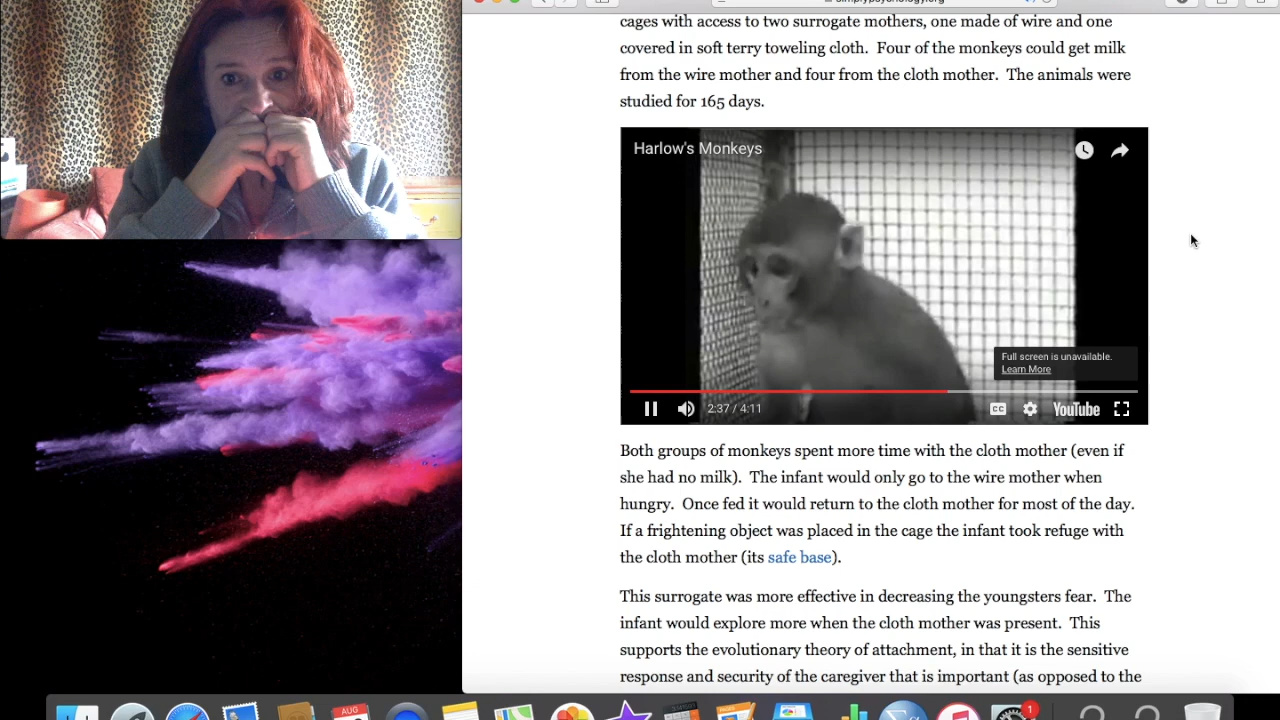 cages with access to two surrogate mothers, one made of wire and one
covered in soft terry toweling cloth.  Four of the monkeys could get milk
from the wire mother and four from the cloth mother.  The animals were
studied for 165 days.
Harlow's Monkeys
Full screen is unavailable.
Learn More
2:37 / 4:11
CC
YouTube
Both groups of monkeys spent more time with the cloth mother (even if
she had no milk).  The infant would only go to the wire mother when
hungry.  Once fed it would return to the cloth mother for most of the day.
If a frightening object was placed in the cage the infant took refuge with
the cloth mother (its safe base).
This surrogate was more effective in decreasing the youngsters fear.  The
infant would explore more when the cloth mother was present.  This
supports the evolutionary theory of attachment, in that it is the sensitive
response and security of the caregiver that is important (as opposed to the
AUG
1